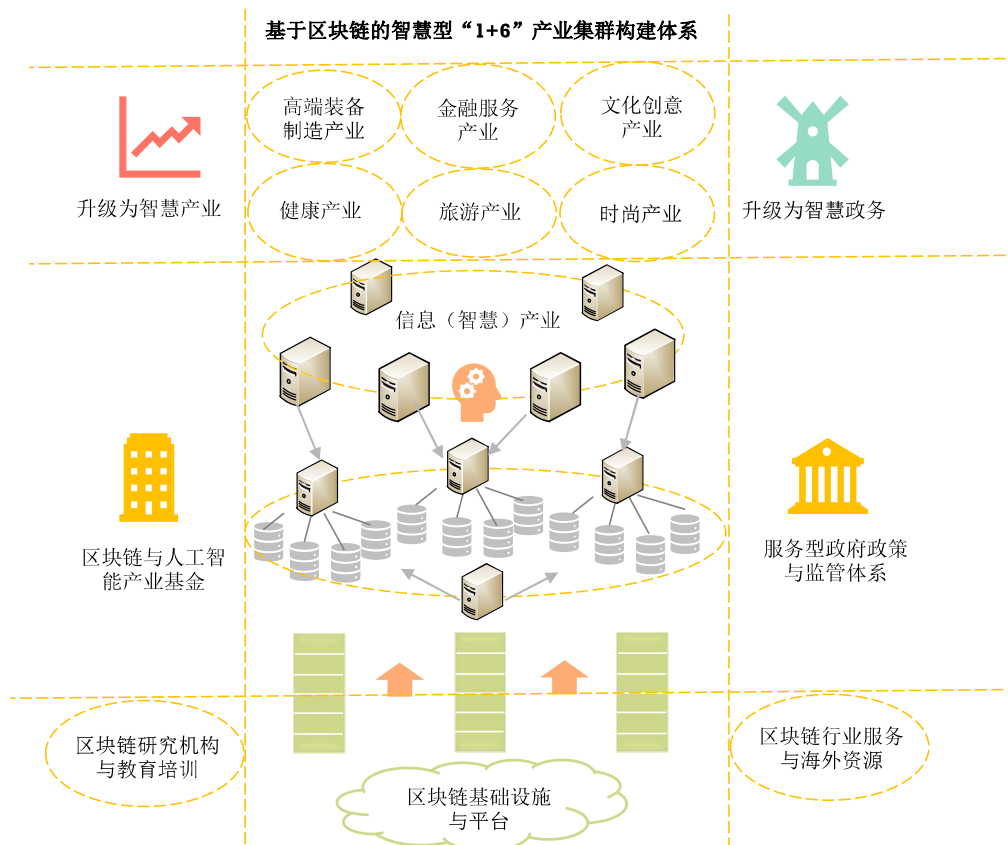 基于区块链的智慧型“1+6”产业集群构建体系
高端装备
制造产业
金融服务
产业
文化创意
产业
升级为智慧产业
健康产业
旅游产业
时尚产业
升级为智慧政务
信息（智慧）产业
区块链与人工智
能产业基金
服务型政府政策
与监管体系
区块链研究机构
与教育培训
区块链行业服务
与海外资源
区块链基础设施
与平台